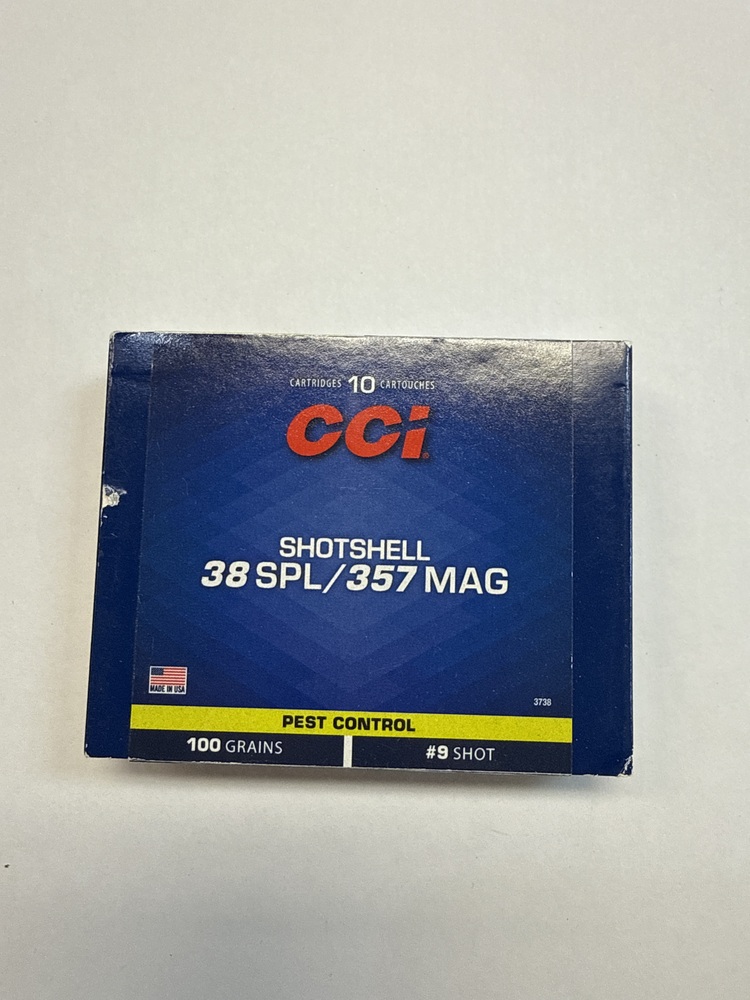 CARTRIDGES 10 CARTOUCHES
CCi
SHOTSHELL
38 SPL/357 MAG
MADE IN USA
3738
PEST CONTROL
100 GRAINS
#9 SHOT